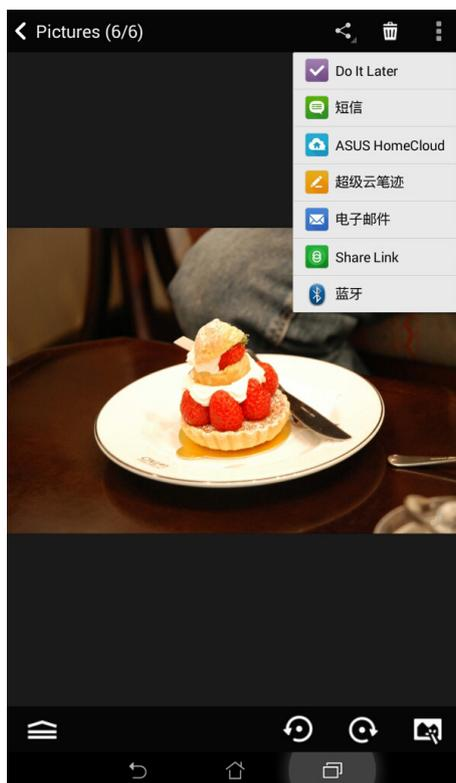 Pictures (6/6)
Do It Later
短信
ASUS HomeCloud
超级云笔迹
电子邮件
Share Link
蓝牙